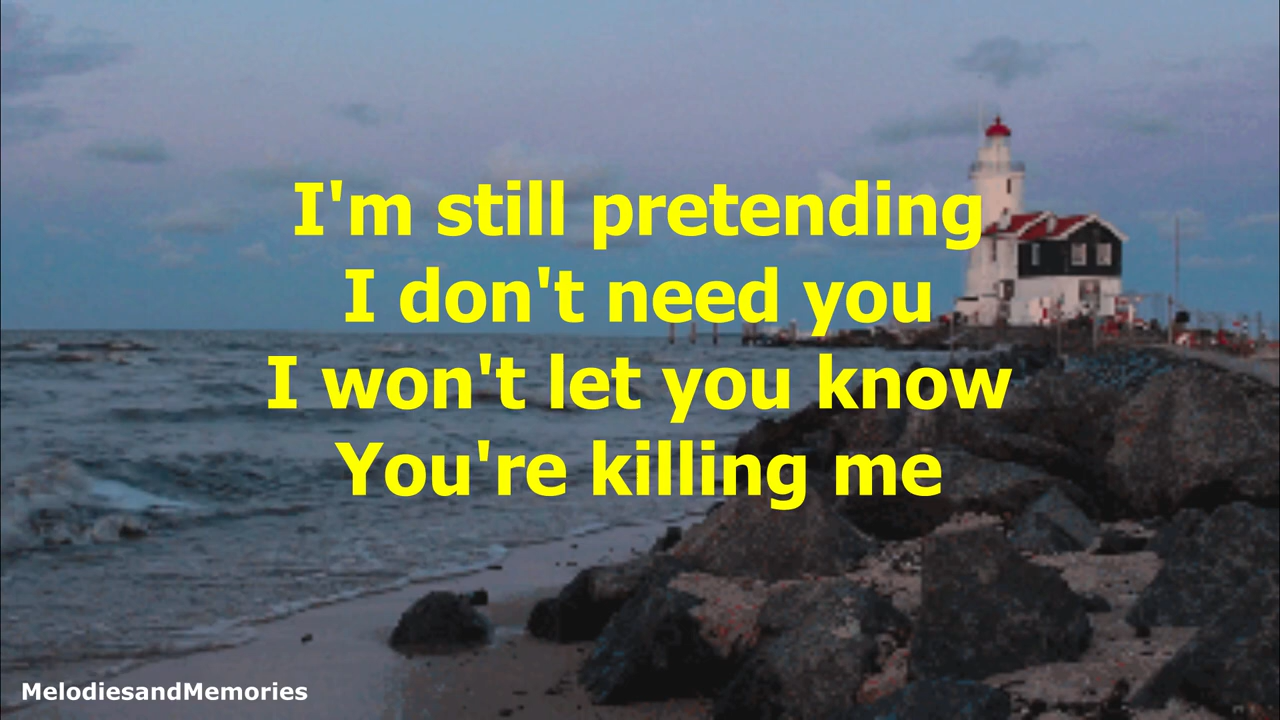 I'm still pretending
I don't need you
I won't let you know
You're killing me
MelodiesandMemories